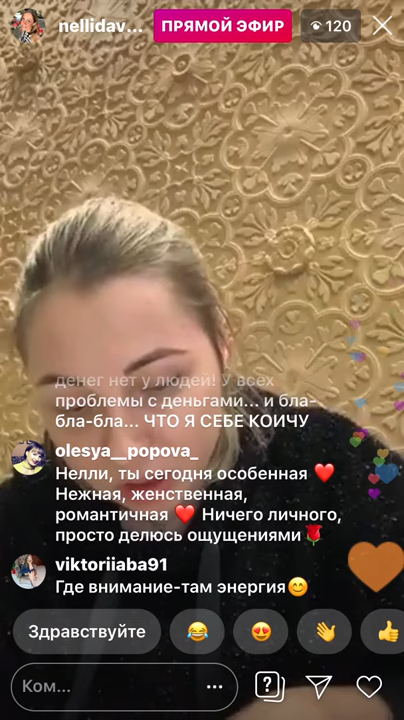 nellidav...
ПРЯМОЙ ЭФИР
120
денег нет у людей! У всех
проблемы с деньгами... и бла-
бла-бла... ЧТО Я СЕБЕ КОИЧУ
olesya__popova_
Нелли, ты сегодня особенная ❤️
Нежная, женственная,
романтичная ❤️ Ничего личного,
просто делюсь ощущениями🌹
viktoriiaba91
Где внимание-там энергия😊
Здравствуйте
Ком...